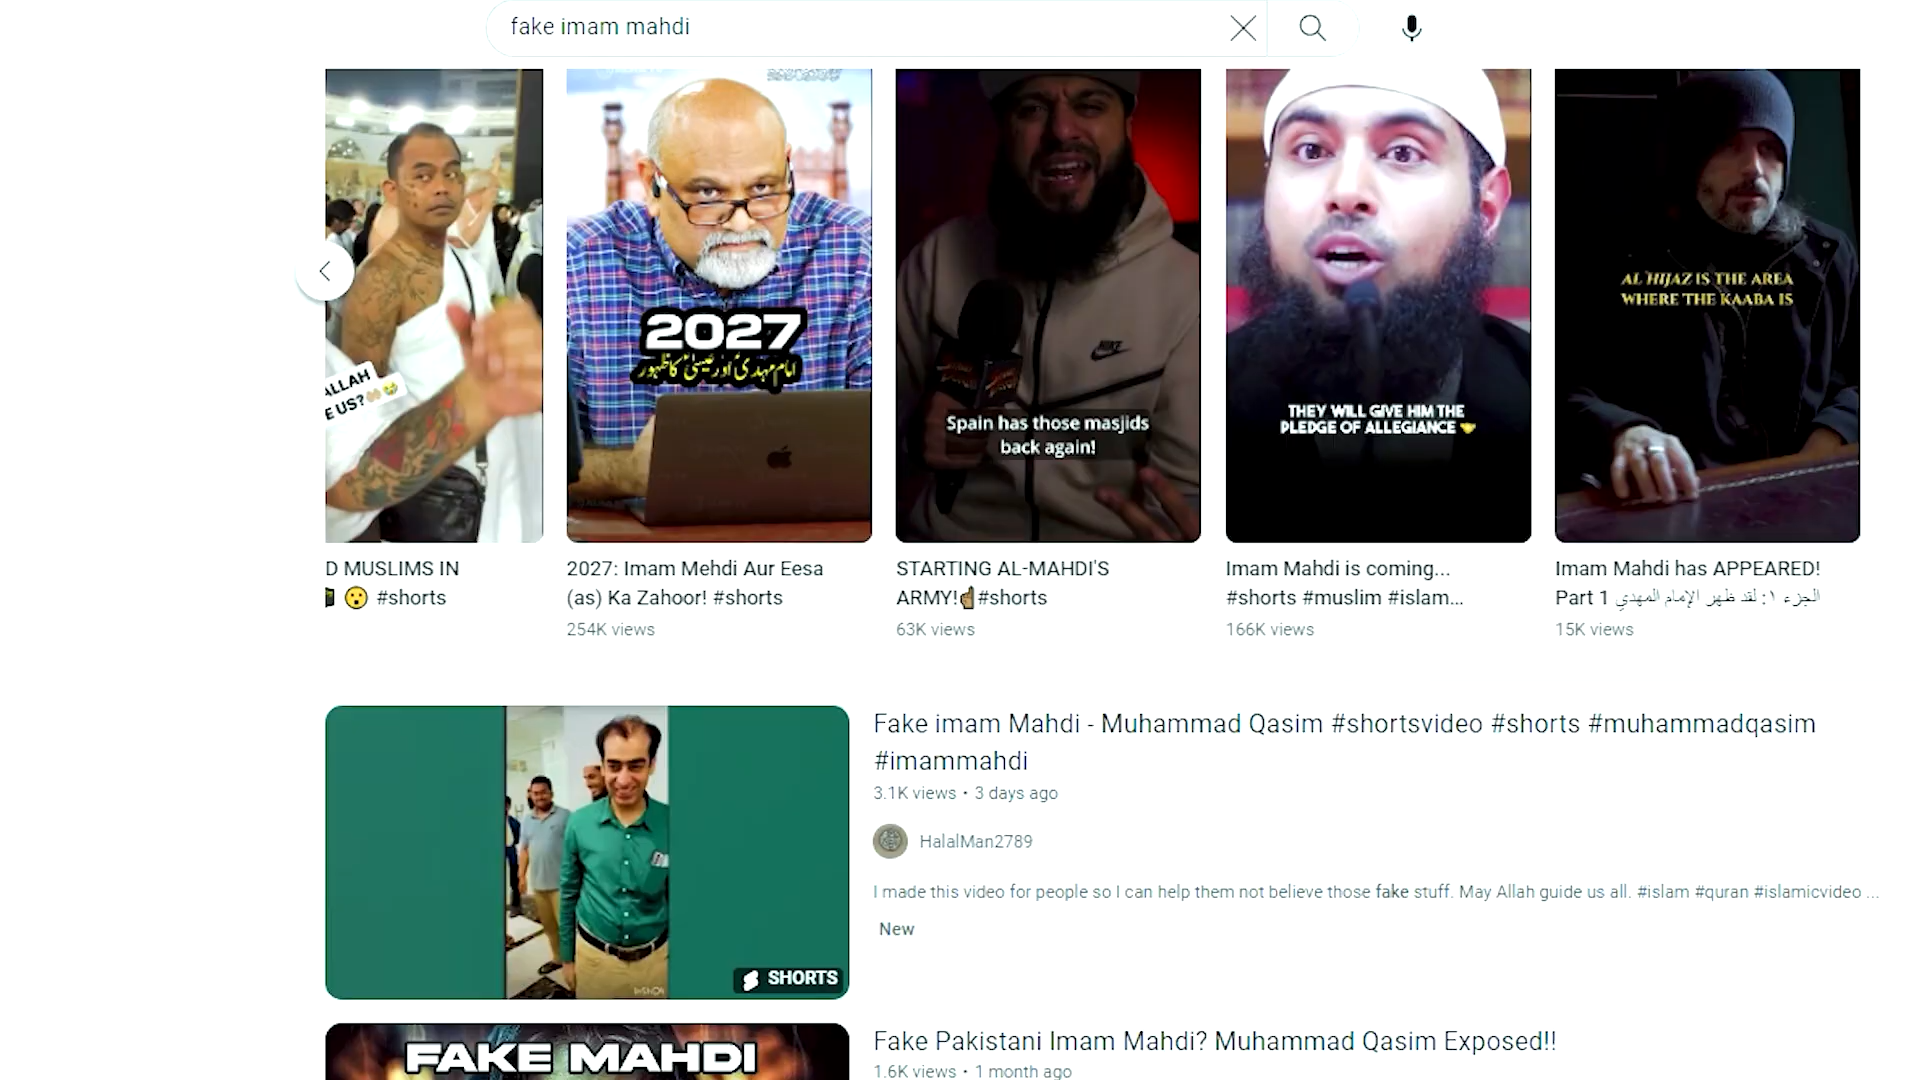 fake imam mahdi
ALLAH
E US?🤲🏻😭
2027
امام مہدیؑ اور عیسیٰؑ کا ظہور
Spain has those masjids
back again!
THEY WILL GIVE HIM THE
PLEDGE OF ALLEGIANCE 🤝
AL HIJAZ IS THE AREA
WHERE THE KAABA IS
D MUSLIMS IN
😮 #shorts
2027: Imam Mehdi Aur Eesa
(as) Ka Zahoor! #shorts
254K views
STARTING AL-MAHDI'S
ARMY!☝🏾#shorts
63K views
Imam Mahdi is coming...
#shorts #muslim #islam...
166K views
Imam Mahdi has APPEARED!
Part 1 الجزء ١: لقد ظهر الإمام المهدي
15K views
SHORTS
Fake imam Mahdi - Muhammad Qasim #shortsvideo #shorts #muhammadqasim
#imammahdi
3.1K views • 3 days ago
HalalMan2789
I made this video for people so I can help them not believe those fake stuff. May Allah guide us all. #islam #quran #islamicvideo ...
New
FAKE MAHDI
Fake Pakistani Imam Mahdi? Muhammad Qasim Exposed!!
1.6K views • 1 month ago